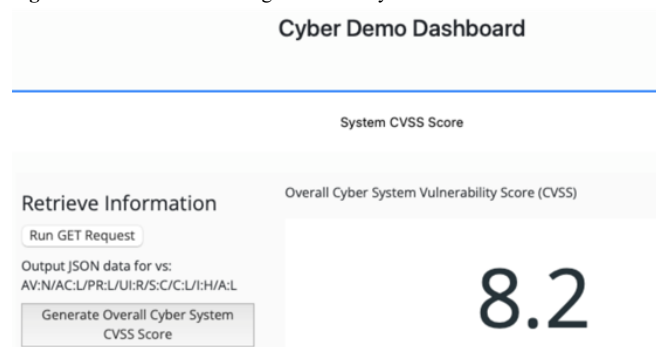 Cyber Demo Dashboard
System CVSS Score
Retrieve Information
Run GET Request
Output JSON data for vs:
AV:N/AC:L/PR:L/UI:R/S:C/C:L/I:H/A:L
Generate Overall Cyber System
CVSS Score
Overall Cyber System Vulnerability Score (CVSS)
8.2